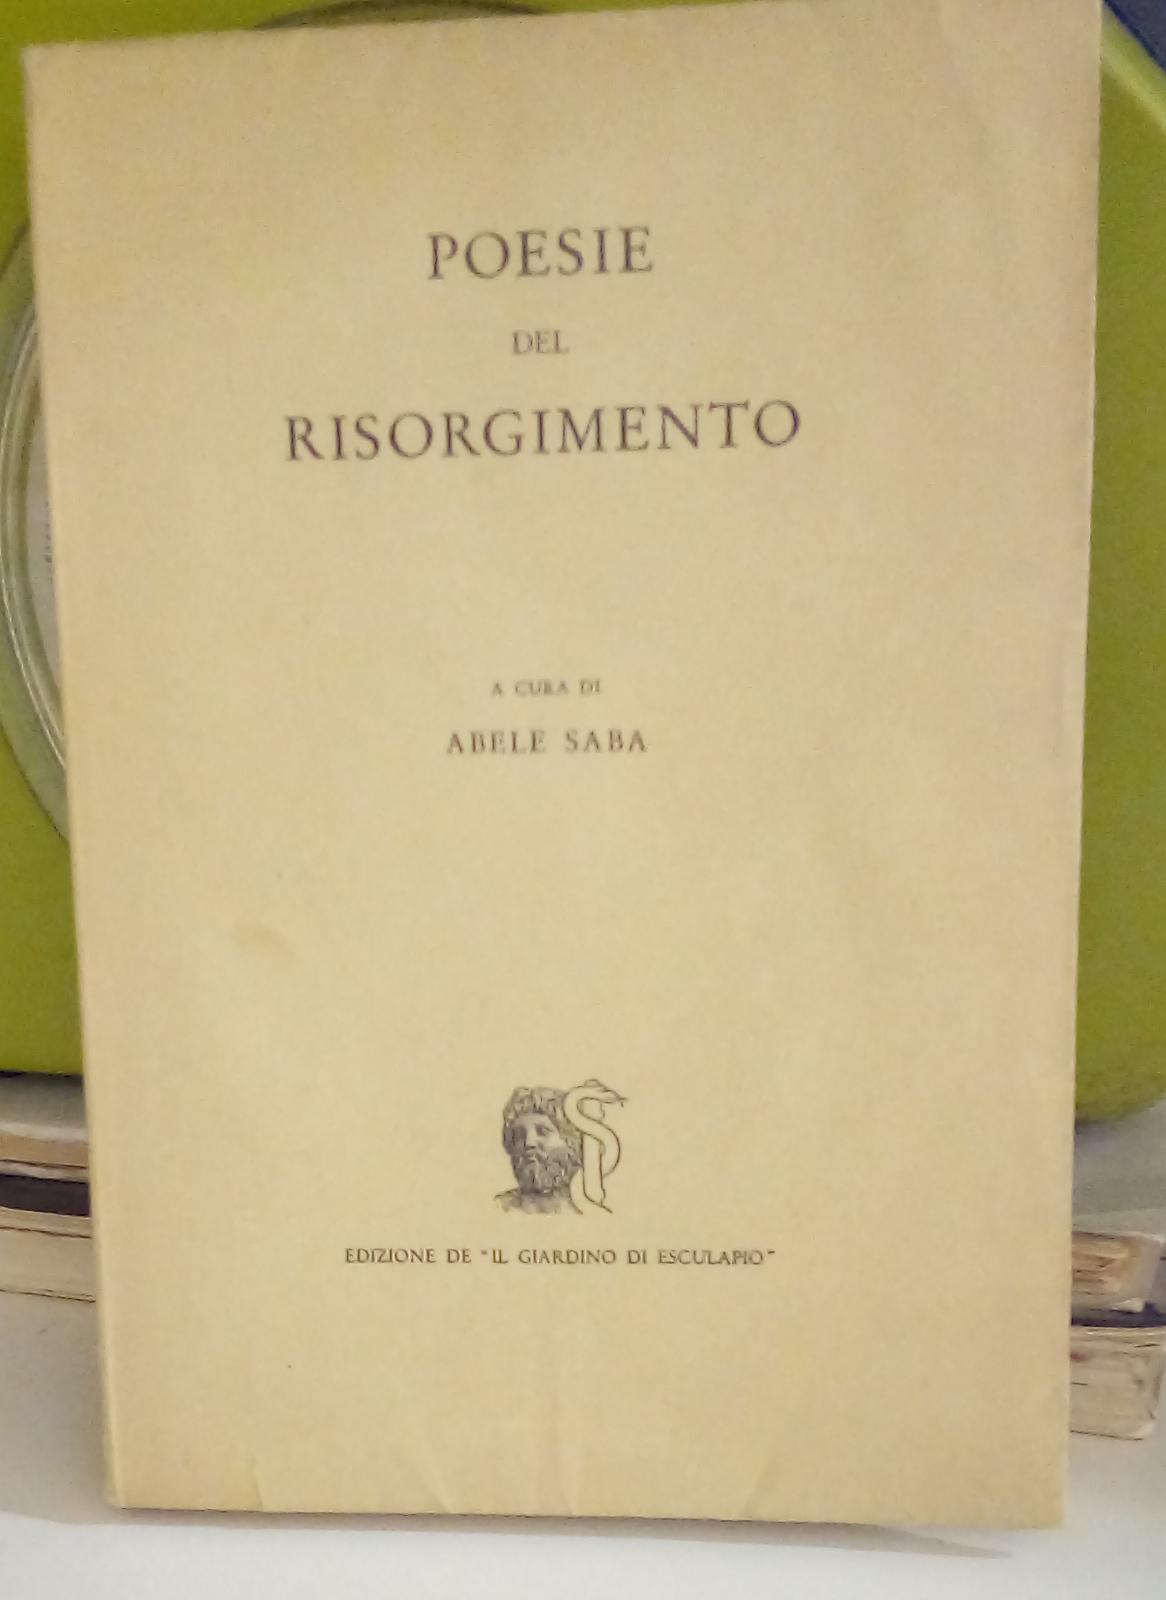 POESIE
DEL
RISORGIMENTO
A CURA DI
ABELE SABA
EDIZIONE DE "IL GIARDINO DI ESCULAPIO"